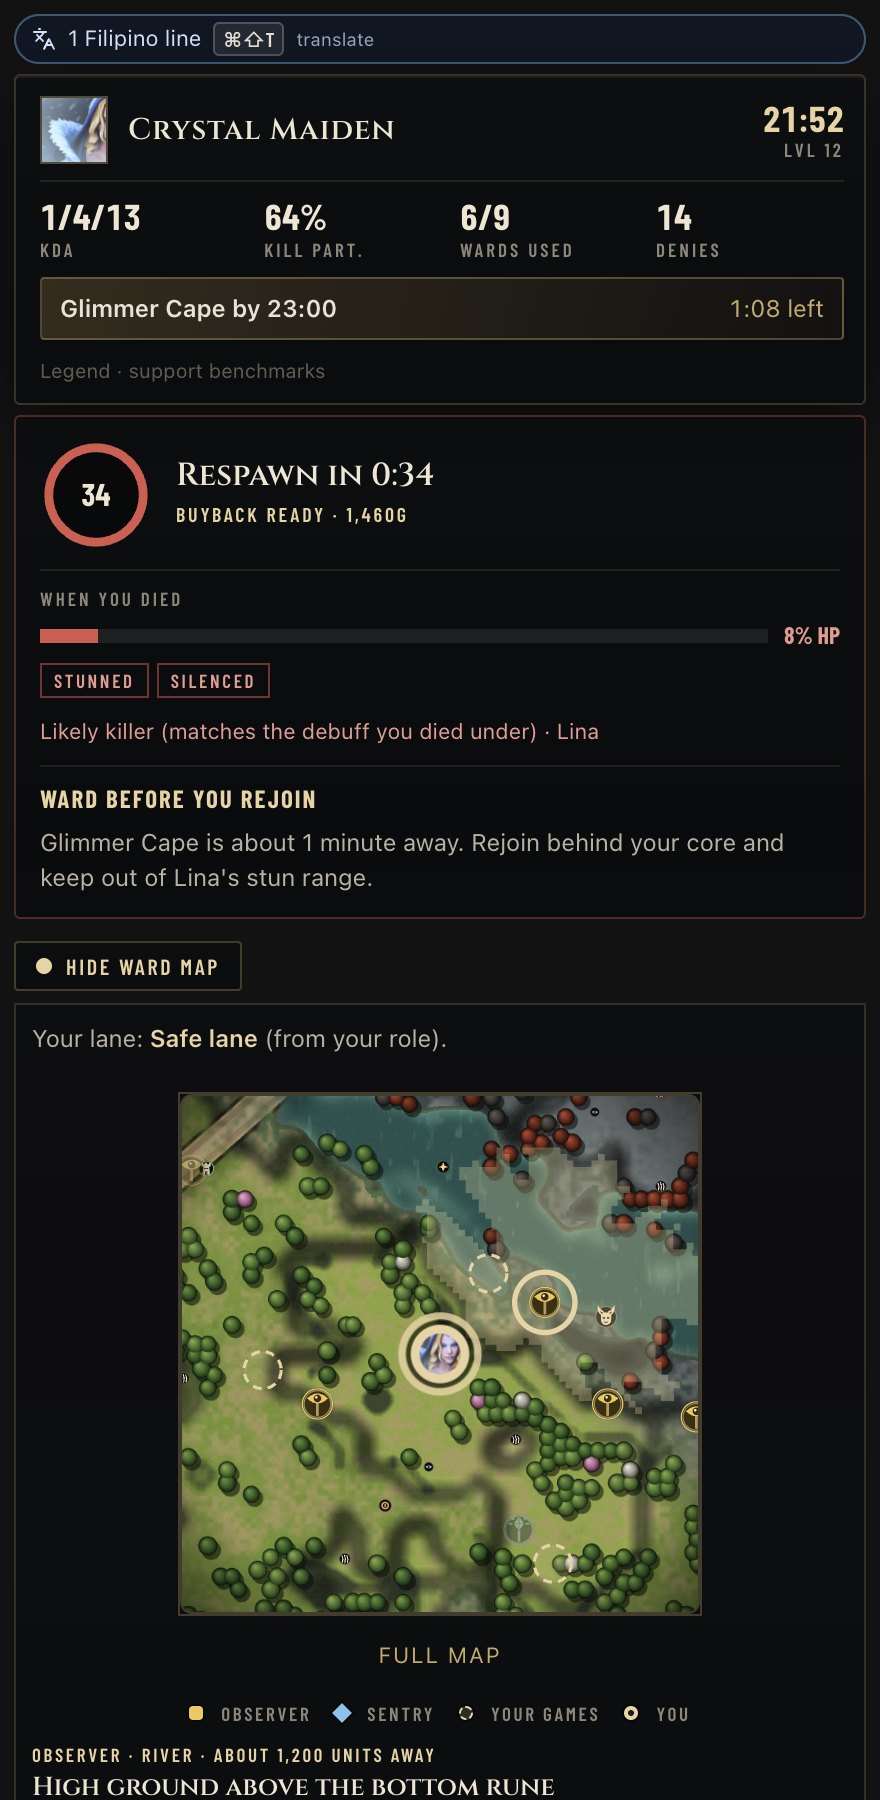 1 Filipino line ⌘⇧T translate
Crystal Maiden
21:52
LVL 12
1/4/13 64% 6/9 14
KDA KILL PART. WARDS USED DENIES
Glimmer Cape by 23:00 1:08 left
Legend · support benchmarks
34
Respawn in 0:34
BUYBACK READY · 1,460G
WHEN YOU DIED
8% HP
STUNNED SILENCED
Likely killer (matches the debuff you died under) · Lina
WARD BEFORE YOU REJOIN
Glimmer Cape is about 1 minute away. Rejoin behind your core and
keep out of Lina's stun range.
HIDE WARD MAP
Your lane: Safe lane (from your role).
FULL MAP
OBSERVER SENTRY YOUR GAMES YOU
OBSERVER · RIVER · ABOUT 1,200 UNITS AWAY
High ground above the bottom rune